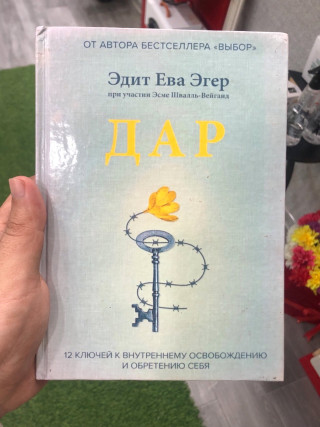 ОТ АВТОРА БЕСТСЕЛЛЕРА «ВЫБОР»
Эдит Ева Эгер
при участии Эсме Швалль-Вейганд
ДАР
12 КЛЮЧЕЙ К ВНУТРЕННЕМУ ОСВОБОЖДЕНИЮ
И ОБРЕТЕНИЮ СЕБЯ